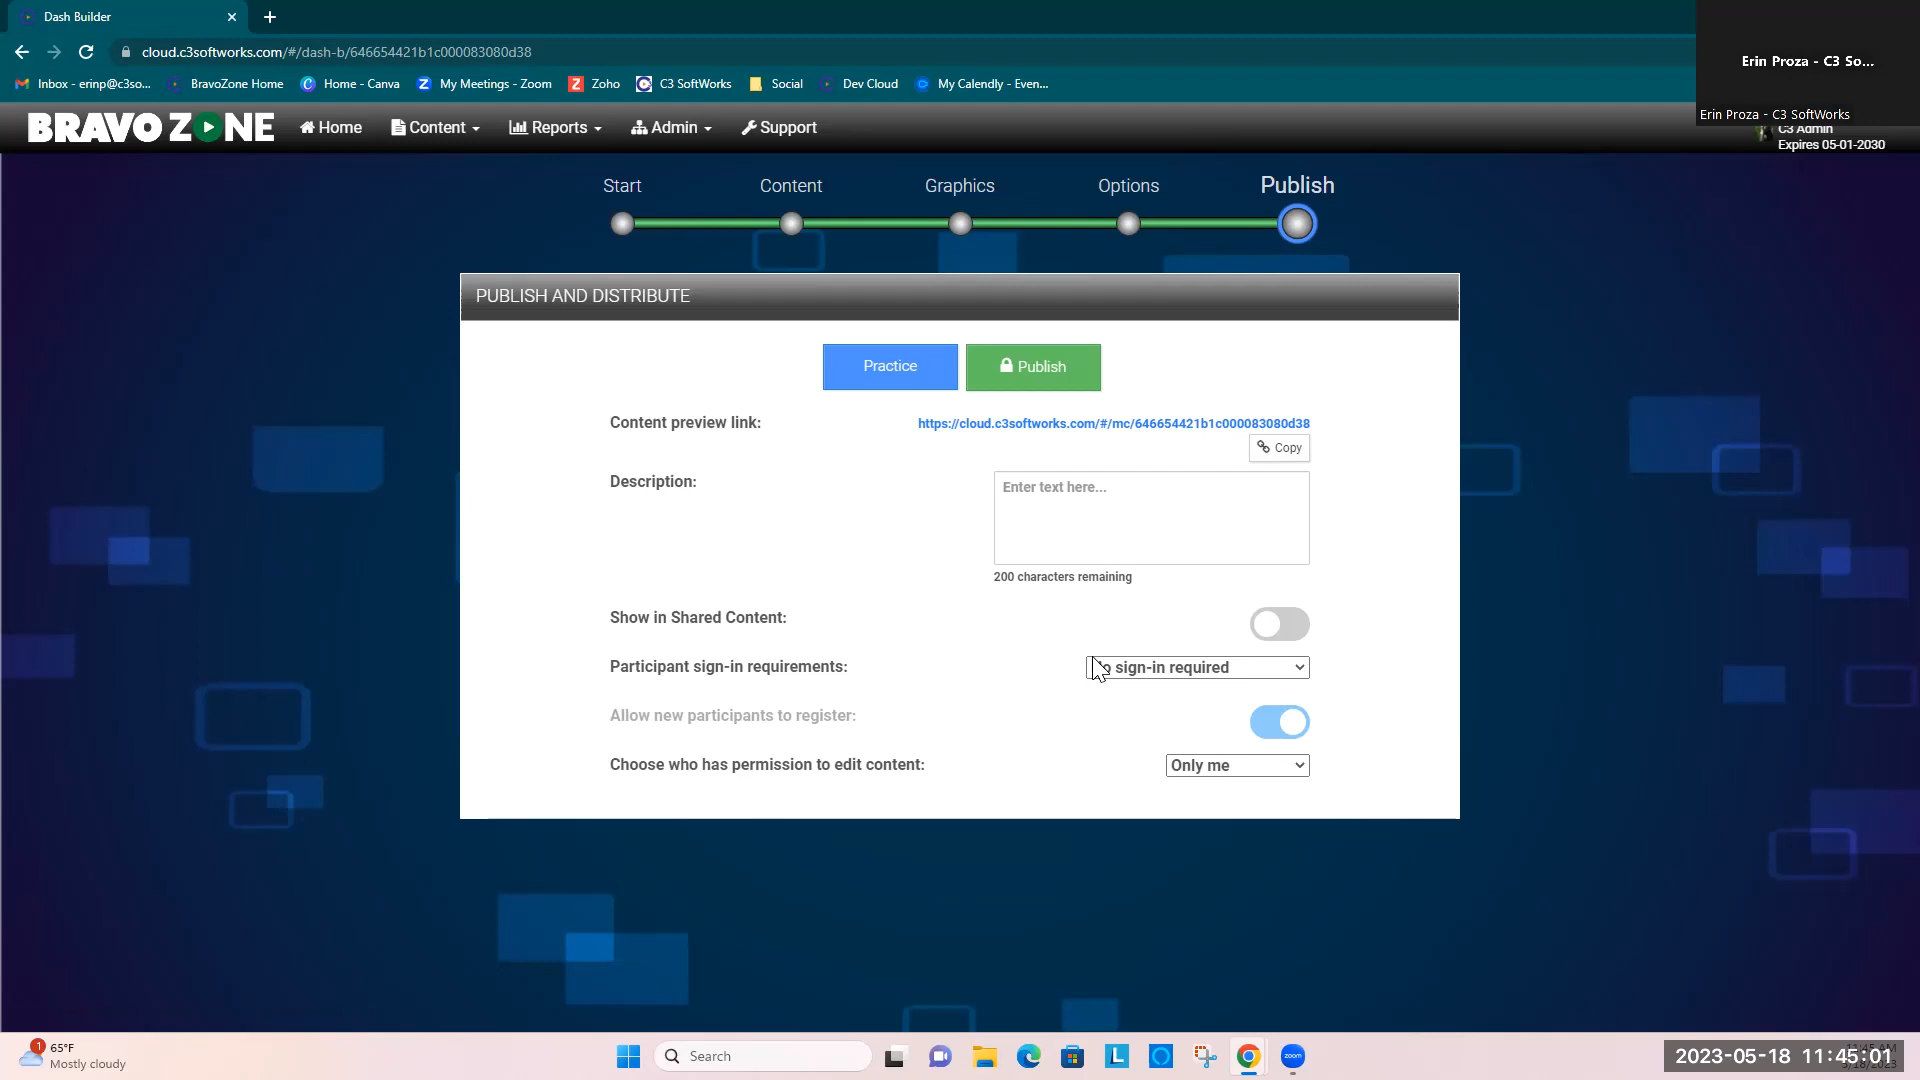 Dash Builder
cloud.c3softworks.com/#/dash-b/646654421b1c000083080d38
Erin Proza - C3 So...
Inbox - erinp@c3so...
BravoZone Home
Home - Canva
My Meetings - Zoom
Zoho
C3 SoftWorks
Social
Dev Cloud
My Calendly - Even...
Erin Proza - C3 SoftWorks
BRAVO ZONE
Home
Content
Reports
Admin
Support
C3 Admin
Expires 05-01-2030
Start
Content
Graphics
Options
Publish
PUBLISH AND DISTRIBUTE
Practice
Publish
Content preview link:
https://cloud.c3softworks.com/#/mc/646654421b1c000083080d38
Copy
Description:
Enter text here...
200 characters remaining
Show in Shared Content:
Participant sign-in requirements:
sign-in required
Allow new participants to register:
Choose who has permission to edit content:
Only me
1
65°F
Mostly cloudy
Search
zoom
2023-05-18 11:45:01